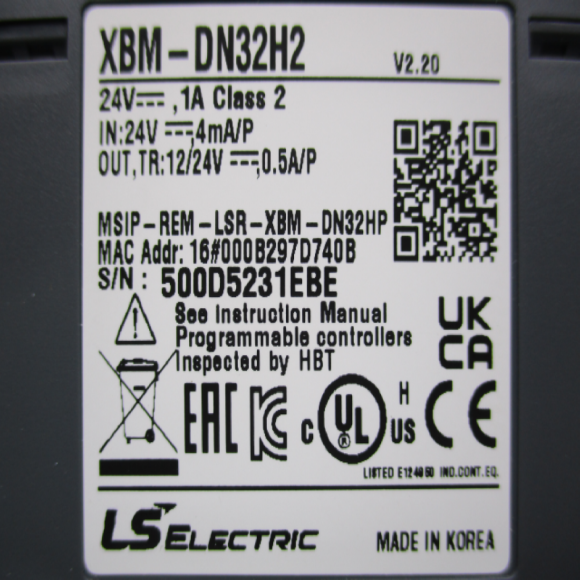 XBM-DN32H2 V2.20
24V⎓,1A Class 2
IN:24V ⎓,4mA/P
OUT,TR:12/24V ⎓,0.5A/P
MSIP-REM-LSR-XBM-DN32HP
MAC Addr: 16#000B297D740B
S/N : 500D5231EBE
See Instruction Manual
Programmable controllers
Inspected by HBT
UK
CA
EAC KC c UL US H CE
LISTED IND.CONT.EQ.
LS ELECTRIC MADE IN KOREA